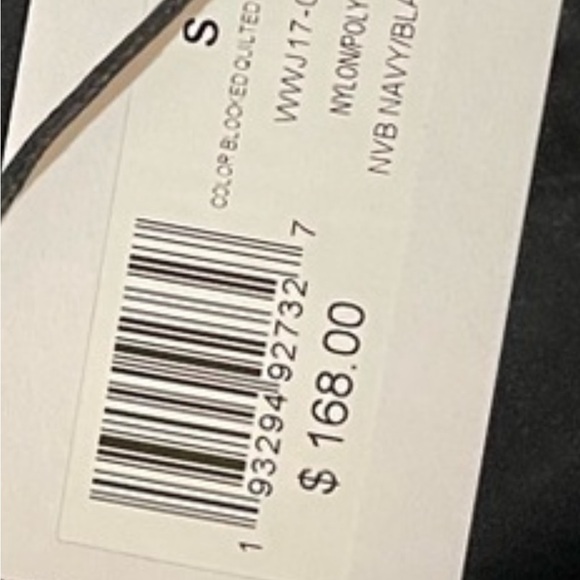 S
COLOR BLOCKED QUILTED
WWJ17-
NYLON/POLY
NVB NAVY/BLA
1 93294 92732 7
$ 168.00